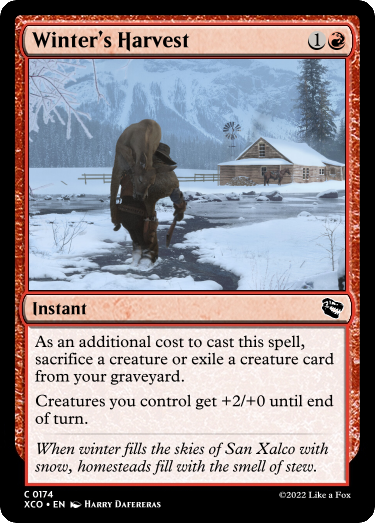 Winter's Harvest
1
Instant
As an additional cost to cast this spell,
sacrifice a creature or exile a creature card
from your graveyard.
Creatures you control get +2/+0 until end
of turn.
When winter fills the skies of San Xalco with
snow, homesteads fill with the smell of stew.
C 0174
XCO • EN Harry Dafereras
©2022 Like a Fox